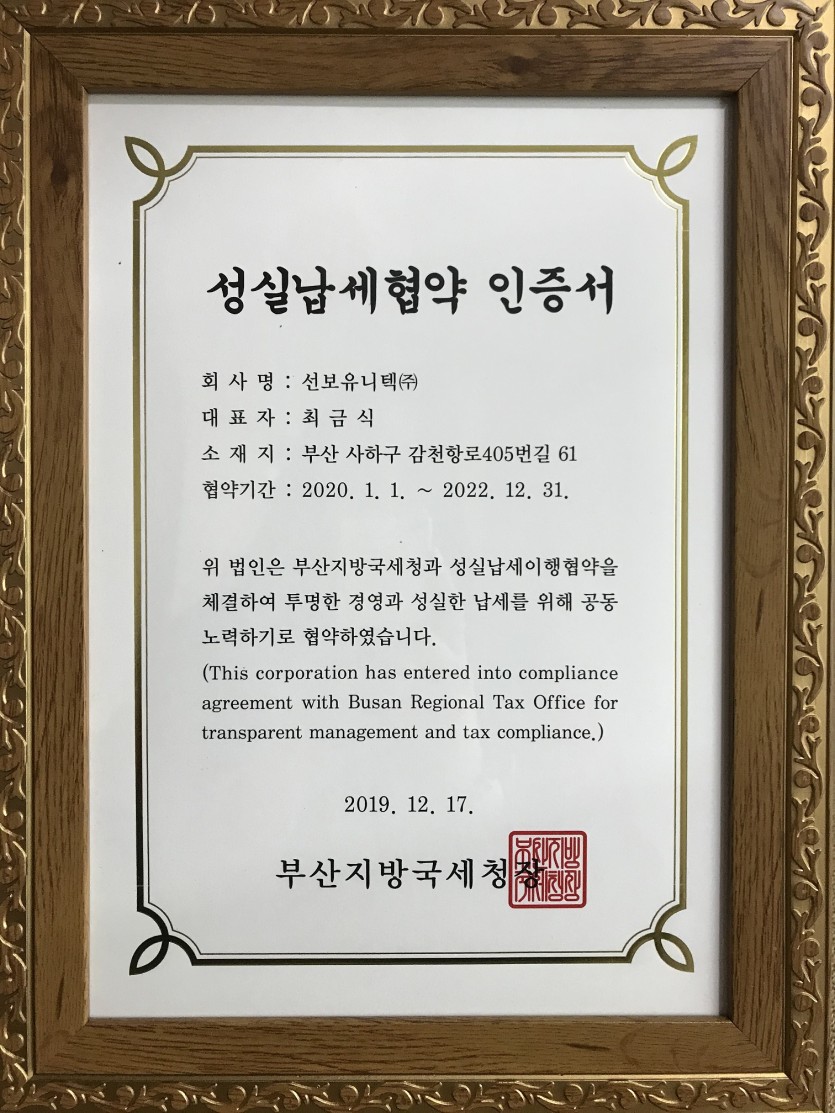 성실납세협약 인증서
회 사 명 : 선보유니텍㈜
대 표 자 : 최 금 식
소 재 지 : 부산 사하구 감천항로405번길 61
협약기간 : 2020. 1. 1. ~ 2022. 12. 31.
위 법인은 부산지방국세청과 성실납세이행협약을
체결하여 투명한 경영과 성실한 납세를 위해 공동
노력하기로 협약하였습니다.
(This corporation has entered into compliance
agreement with Busan Regional Tax Office for
transparent management and tax compliance.)
2019. 12. 17.
부산지방국세청장